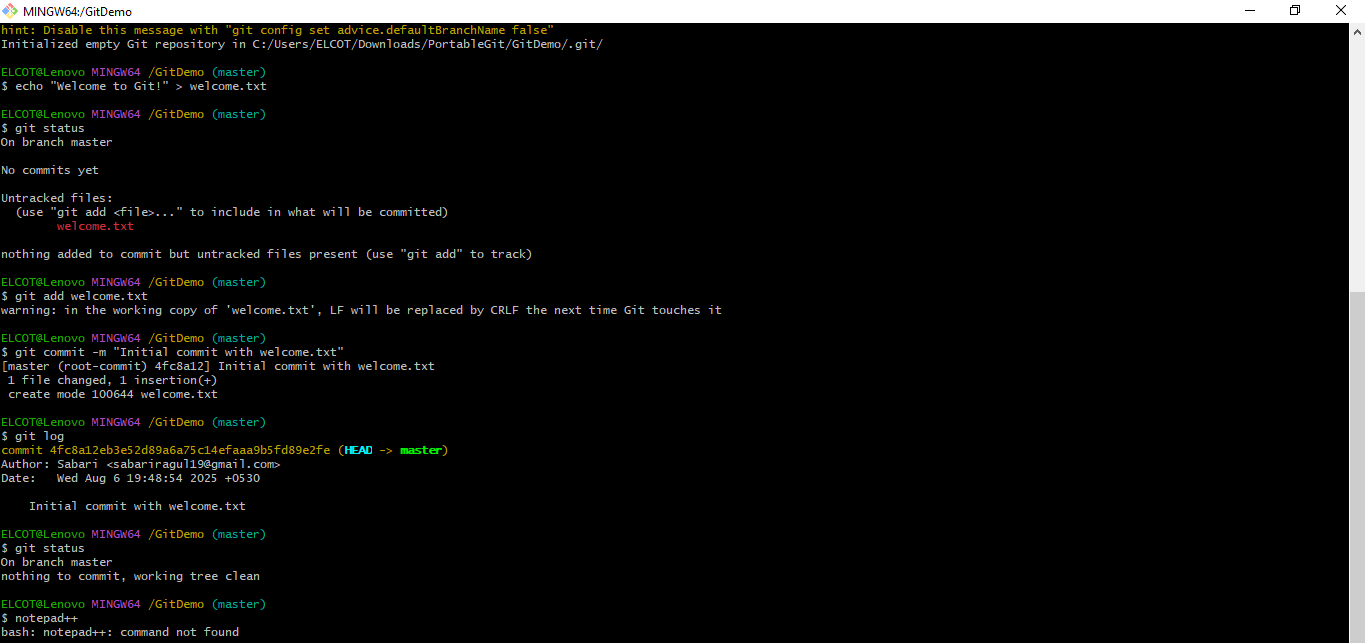 MINGW64:/GitDemo
hint: Disable this message with "git config set advice.defaultBranchName false"
Initialized empty Git repository in C:/Users/ELCOT/Downloads/PortableGit/GitDemo/.git/
ELCOT@Lenovo MINGW64 /GitDemo (master)
$ echo "Welcome to Git!" > welcome.txt
ELCOT@Lenovo MINGW64 /GitDemo (master)
$ git status
On branch master
No commits yet
Untracked files:
  (use "git add <file>..." to include in what will be committed)
        welcome.txt
nothing added to commit but untracked files present (use "git add" to track)
ELCOT@Lenovo MINGW64 /GitDemo (master)
$ git add welcome.txt
warning: in the working copy of 'welcome.txt', LF will be replaced by CRLF the next time Git touches it
ELCOT@Lenovo MINGW64 /GitDemo (master)
$ git commit -m "Initial commit with welcome.txt"
[master (root-commit) 4fc8a12] Initial commit with welcome.txt
 1 file changed, 1 insertion(+)
 create mode 100644 welcome.txt
ELCOT@Lenovo MINGW64 /GitDemo (master)
$ git log
commit 4fc8a12eb3e52d89a6a75c14efaaa9b5fd89e2fe (HEAD -> master)
Author: Sabari <sabariragul19@gmail.com>
Date:   Wed Aug 6 19:48:54 2025 +0530
    Initial commit with welcome.txt
ELCOT@Lenovo MINGW64 /GitDemo (master)
$ git status
On branch master
nothing to commit, working tree clean
ELCOT@Lenovo MINGW64 /GitDemo (master)
$ notepad++
bash: notepad++: command not found